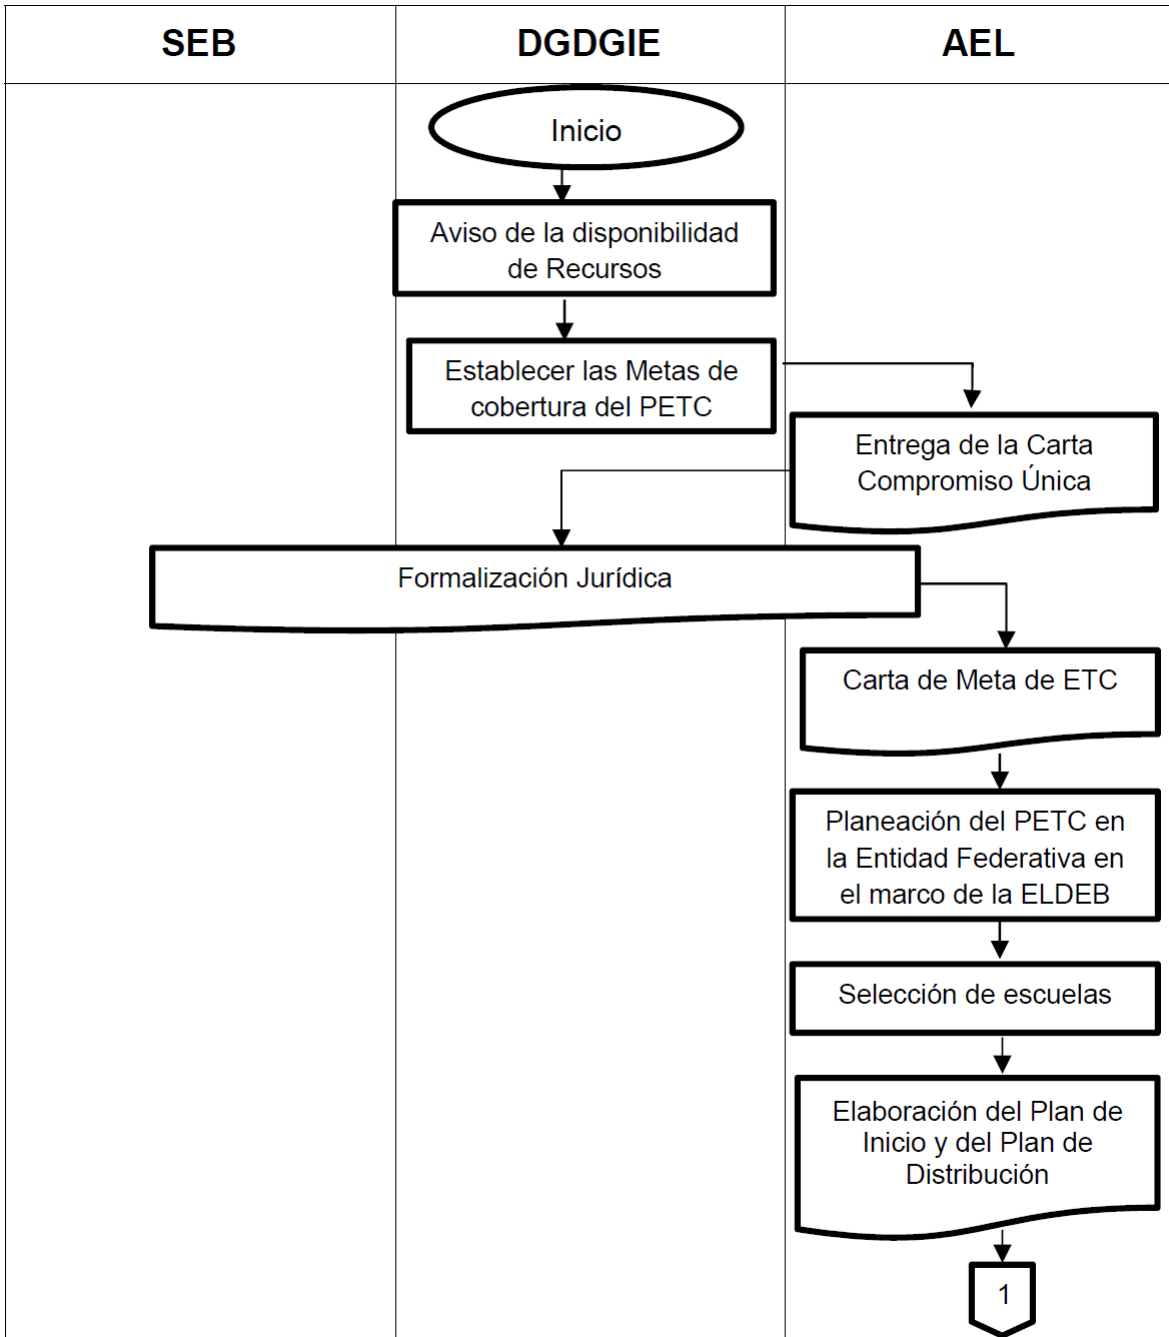 SEB
DGDGIE
AEL
Inicio
Aviso de la disponibilidad
de Recursos
Establecer las Metas de
cobertura del PETC
Entrega de la Carta
Compromiso Única
Formalización Jurídica
Carta de Meta de ETC
Planeación del PETC en
la Entidad Federativa en
el marco de la ELDEB
Selección de escuelas
Elaboración del Plan de
Inicio y del Plan de
Distribución
1